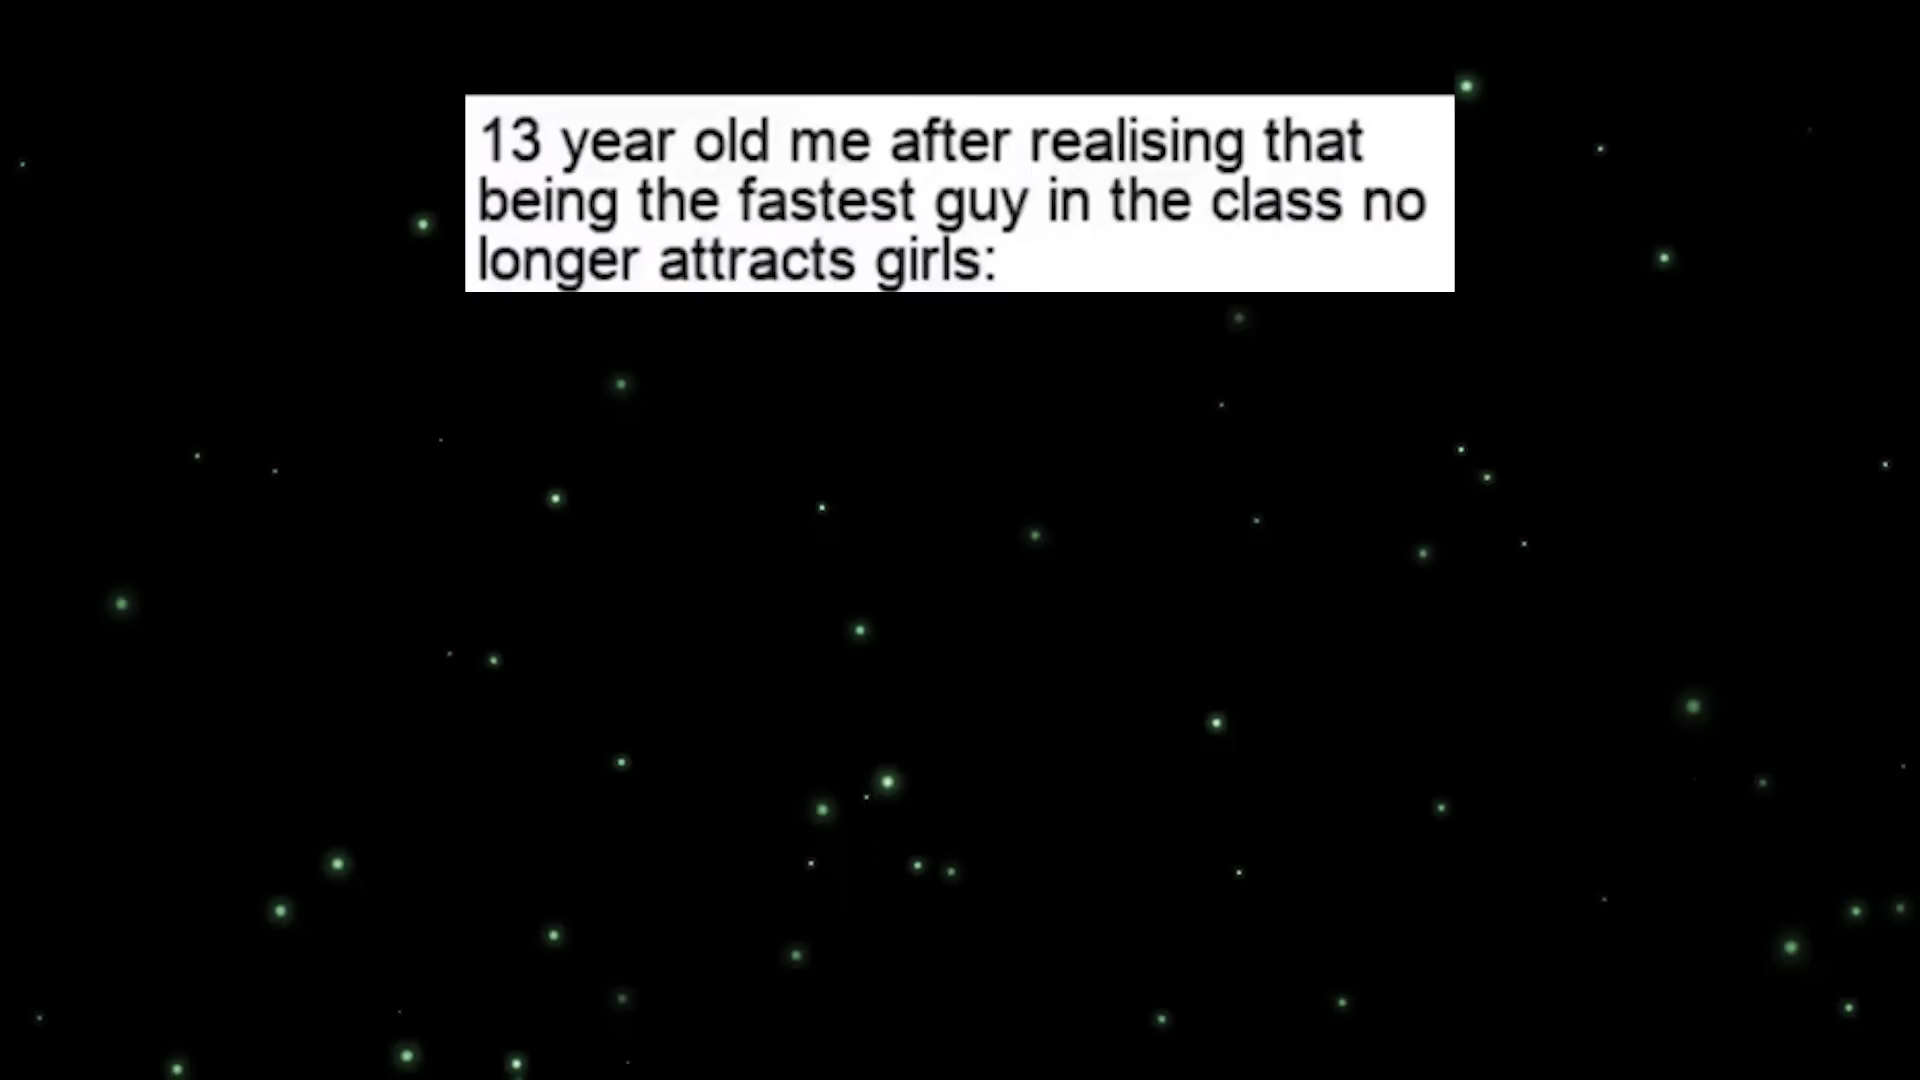 13 year old me after realising that
being the fastest guy in the class no
longer attracts girls: